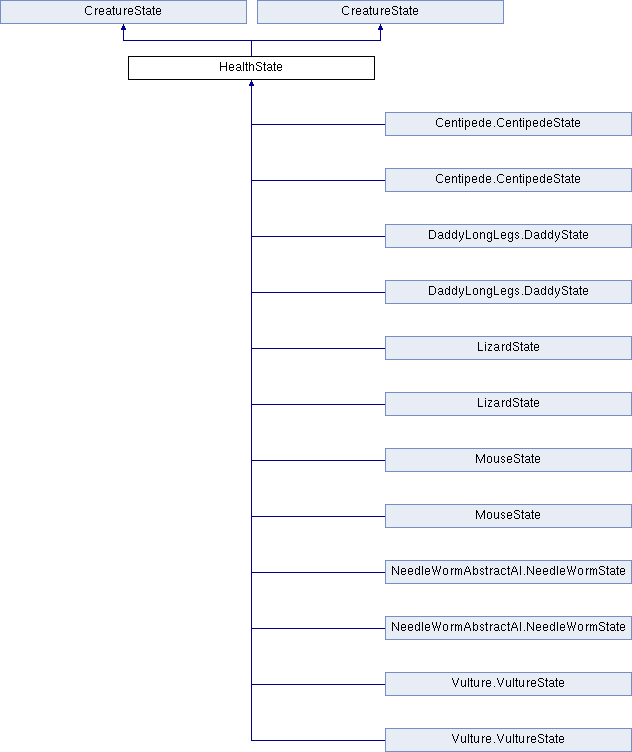 CreatureState
CreatureState
HealthState
Centipede.CentipedeState
Centipede.CentipedeState
DaddyLongLegs.DaddyState
DaddyLongLegs.DaddyState
LizardState
LizardState
MouseState
MouseState
NeedleWormAbstractAI.NeedleWormState
NeedleWormAbstractAI.NeedleWormState
Vulture.VultureState
Vulture.VultureState